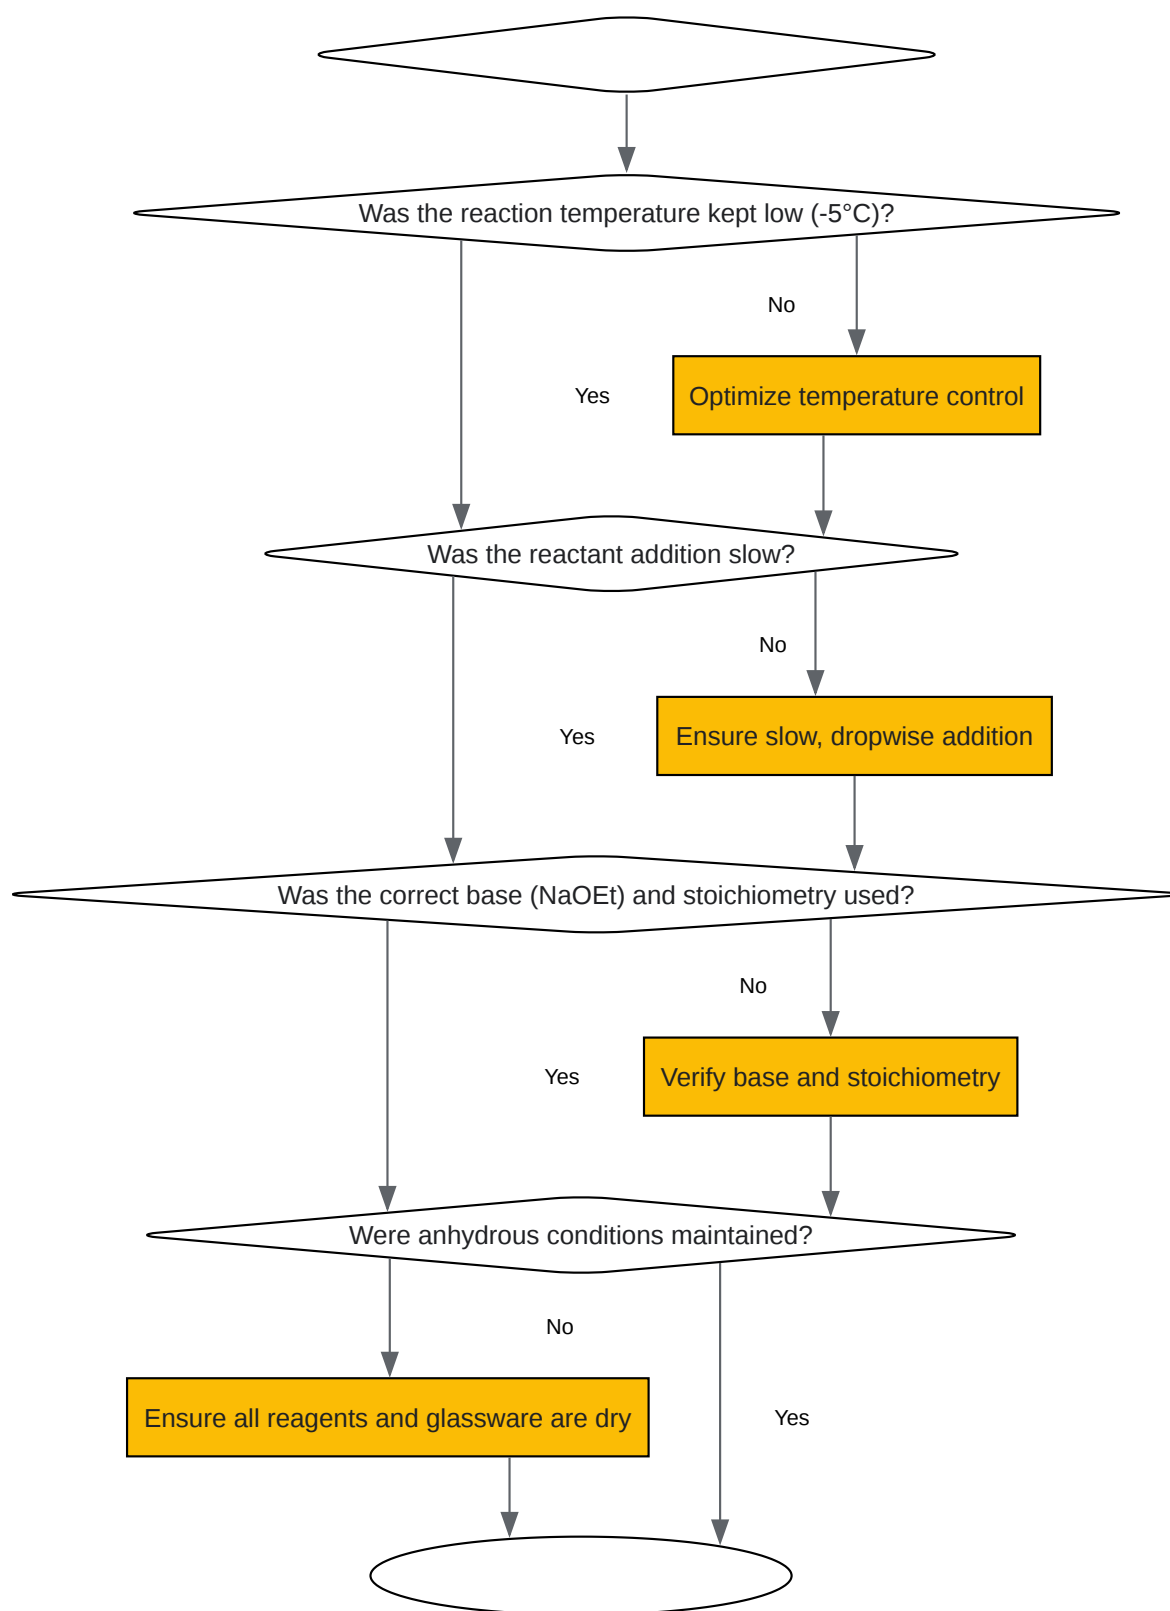 Was the reaction temperature kept low (-5°C)?
No
Yes
Optimize temperature control
Was the reactant addition slow?
No
Yes
Ensure slow, dropwise addition
Was the correct base (NaOEt) and stoichiometry used?
No
Yes
Verify base and stoichiometry
Were anhydrous conditions maintained?
No
Ensure all reagents and glassware are dry
Yes